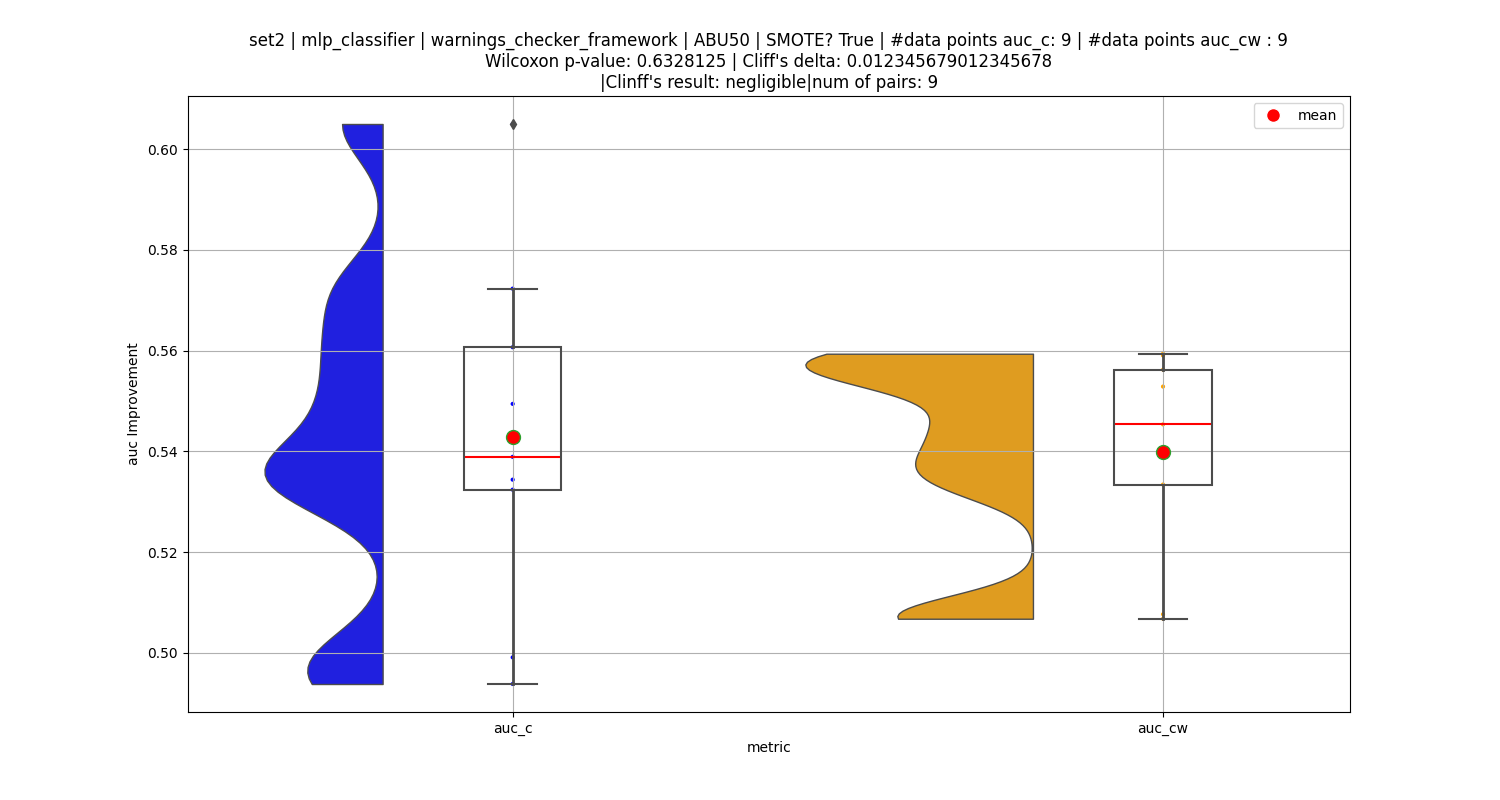 set2 | mlp_classifier | warnings_checker_framework | ABU50 | SMOTE? True | #data points auc_c: 9 | #data points auc_cw : 9
Wilcoxon p-value: 0.6328125 | Cliff's delta: 0.012345679012345678
|Clinff's result: negligible|num of pairs: 9
mean
0.60
0.58
0.56
0.54
0.52
0.50
auc Improvement
auc_c
auc_cw
metric